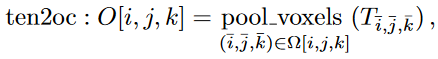 ten2oc : O[i, j, k] = pool_voxels (T_{ī,j̄,k̄}) ,
(ī,j̄,k̄)∈Ω[i,j,k]